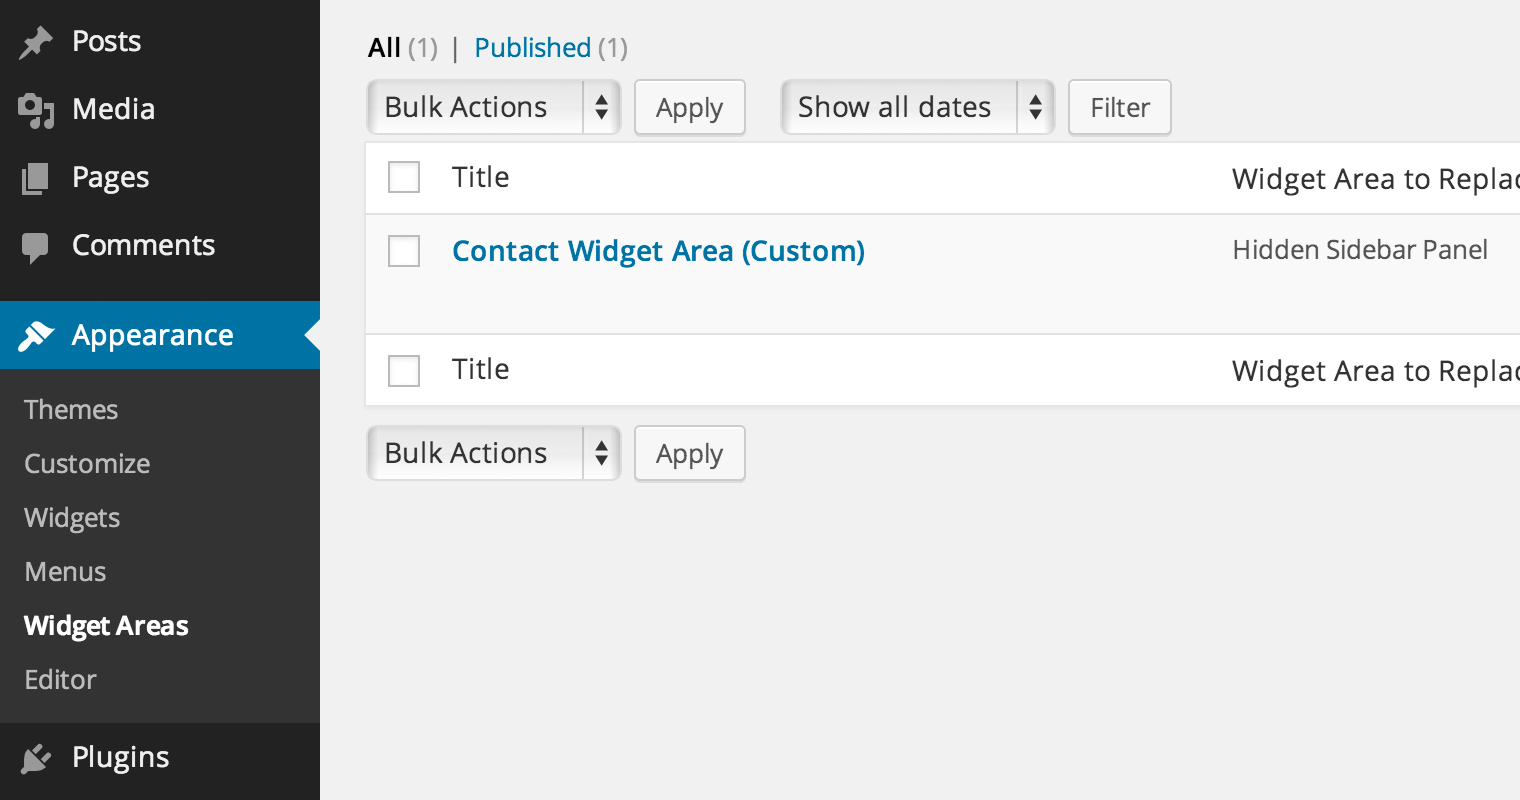 Posts
Media
Pages
Comments
Appearance
Themes
Customize
Widgets
Menus
Widget Areas
Editor
Plugins
All (1) | Published (1)
Bulk Actions Apply Show all dates Filter
Title Widget Area to Replac
Contact Widget Area (Custom) Hidden Sidebar Panel
Title Widget Area to Replac
Bulk Actions Apply